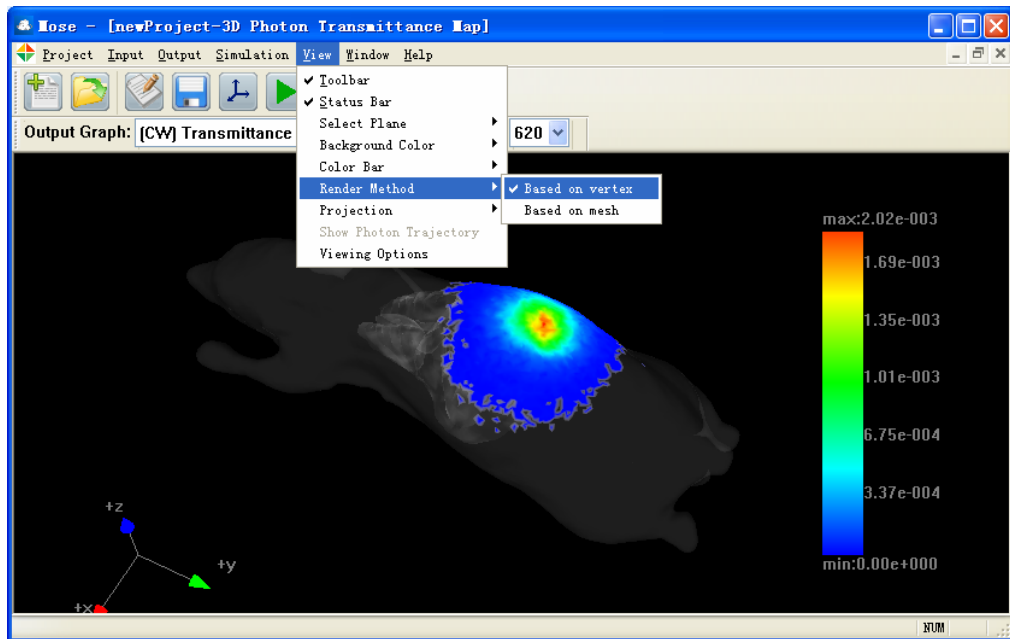 Mose - [newProject-3D Photon Transmittance Map]
Project Input Output Simulation View Window Help
Toolbar
Status Bar
Output Graph: (CW) Transmittance 620
Select Plane
Background Color
Color Bar
Render Method Based on vertex
Projection Based on mesh
Show Photon Trajectory
Viewing Options
max:2.02e-003
1.69e-003
1.35e-003
1.01e-003
6.75e-004
3.37e-004
min:0.00e+000
+z
+y
+x
NUM